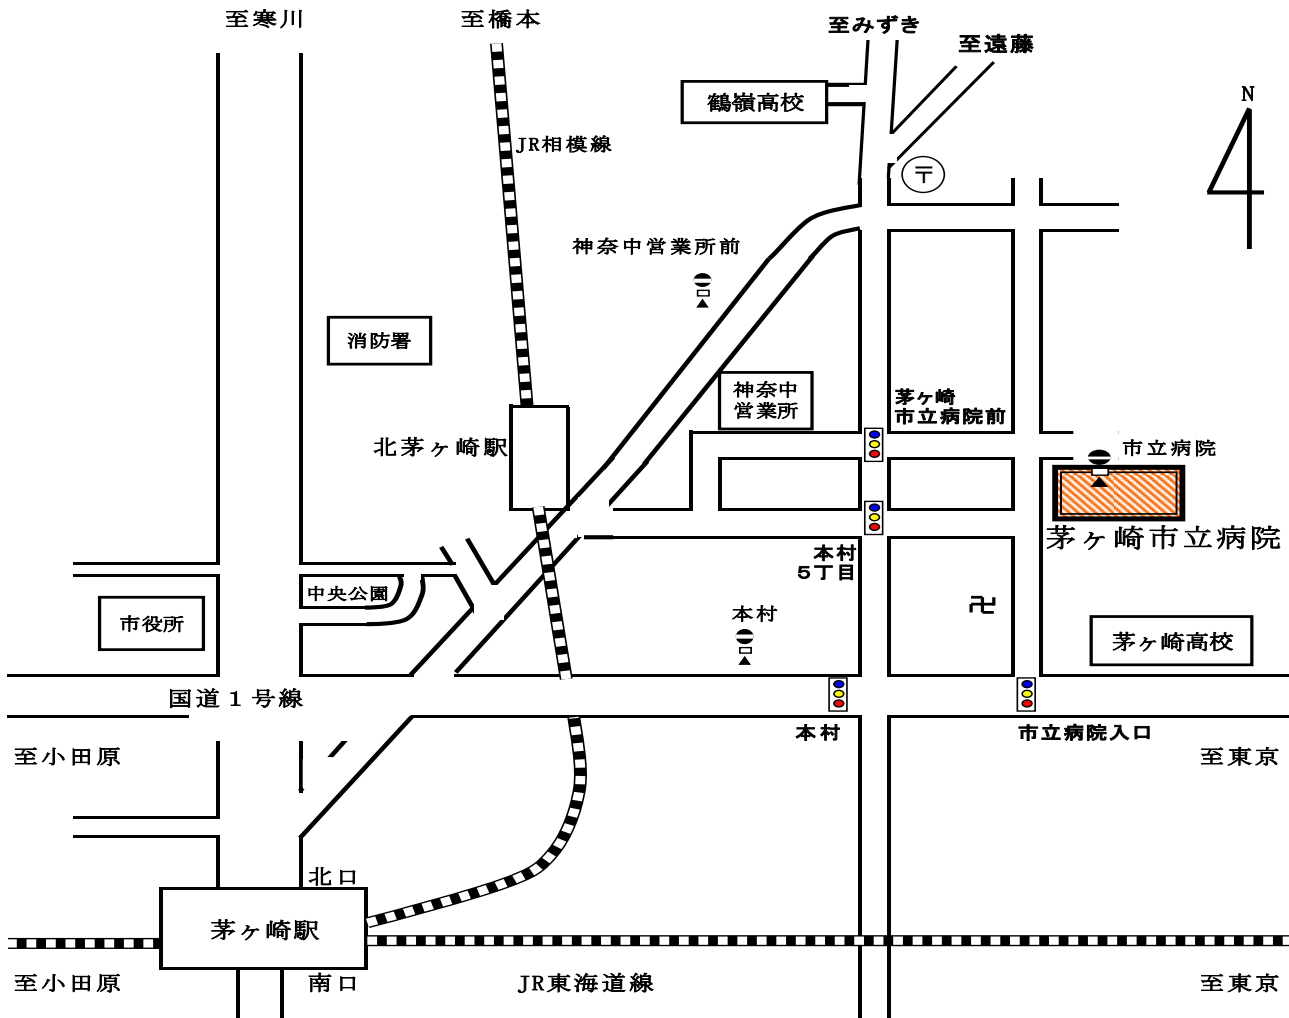 至寒川
至橋本
至みずき
至遠藤
鶴嶺高校
N
JR相模線
〒
神奈中営業所前
消防署
神奈中
営業所
茅ヶ崎
市立病院前
北茅ヶ崎駅
市立病院
茅ヶ崎市立病院
本村
5丁目
中央公園
市役所
本村
卍
茅ヶ崎高校
国道1号線
本村
市立病院入口
至小田原
至東京
北口
茅ヶ崎駅
至小田原
南口
JR東海道線
至東京